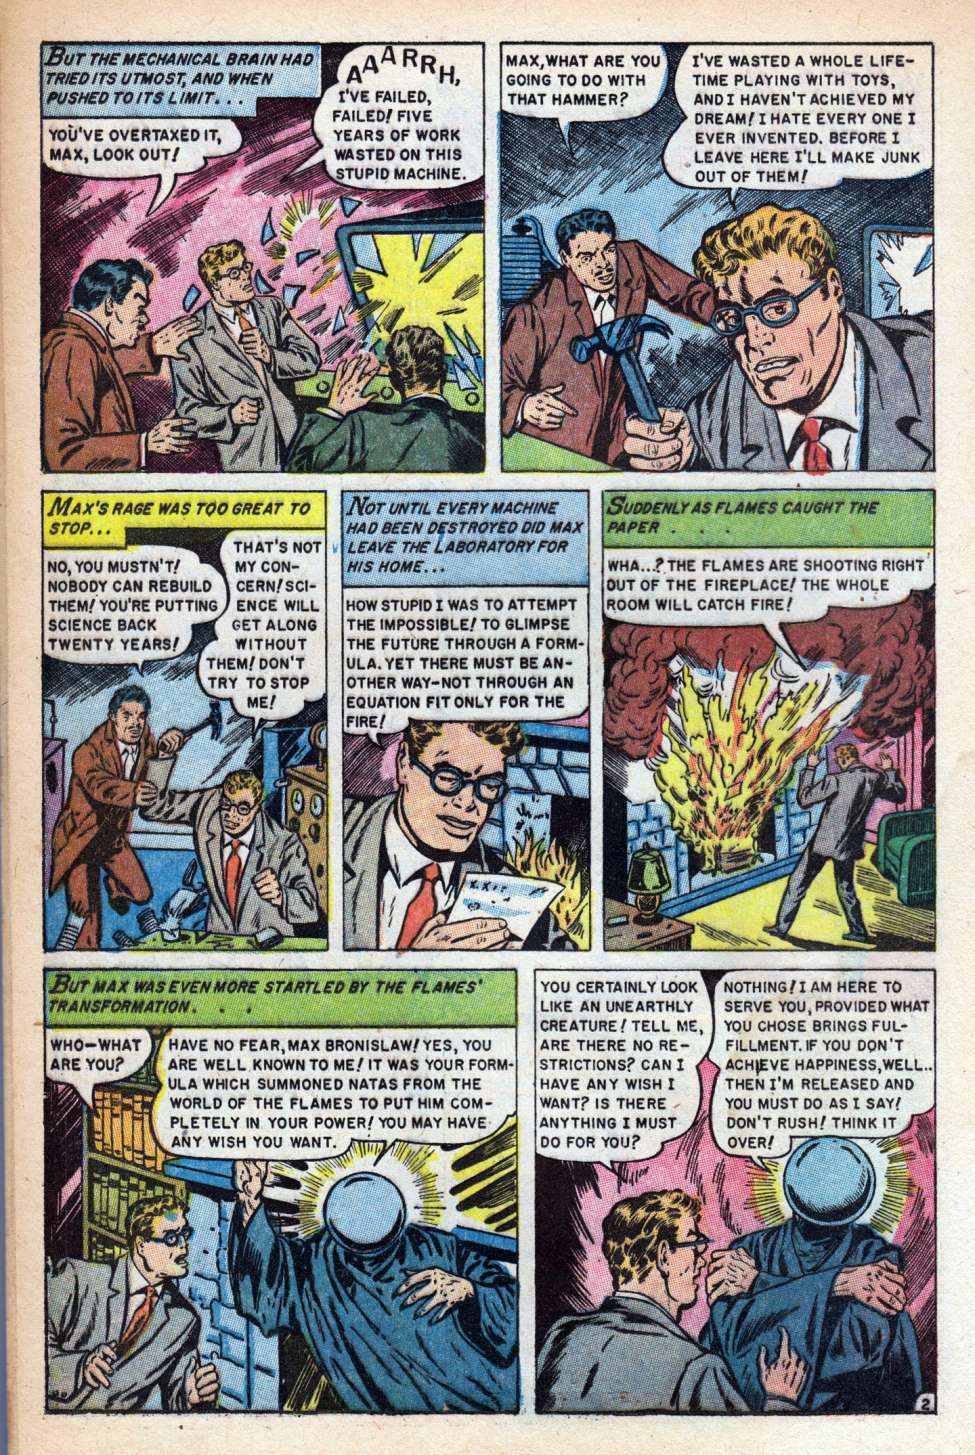 BUT THE MECHANICAL BRAIN HAD
TRIED ITS UTMOST, AND WHEN
PUSHED TO ITS LIMIT...
YOU'VE OVERTAXED IT,
MAX, LOOK OUT!
AAARRH,
I'VE FAILED,
FAILED! FIVE
YEARS OF WORK
WASTED ON THIS
STUPID MACHINE.
MAX, WHAT ARE YOU
GOING TO DO WITH
THAT HAMMER?
I'VE WASTED A WHOLE LIFE-
TIME PLAYING WITH TOYS,
AND I HAVEN'T ACHIEVED MY
DREAM! I HATE EVERY ONE I
EVER INVENTED. BEFORE I
LEAVE HERE I'LL MAKE JUNK
OUT OF THEM!
MAX'S RAGE WAS TOO GREAT TO
STOP...
NO, YOU MUSTN'T!
NOBODY CAN REBUILD
THEM! YOU'RE PUTTING
SCIENCE BACK
TWENTY YEARS!
THAT'S NOT
MY CON-
CERN! SCI-
ENCE WILL
GET ALONG
WITHOUT
THEM! DON'T
TRY TO STOP
ME!
NOT UNTIL EVERY MACHINE
HAD BEEN DESTROYED DID MAX
LEAVE THE LABORATORY FOR
HIS HOME...
HOW STUPID I WAS TO ATTEMPT
THE IMPOSSIBLE! TO GLIMPSE
THE FUTURE THROUGH A FORM-
ULA. YET THERE MUST BE AN-
OTHER WAY—NOT THROUGH AN
EQUATION FIT ONLY FOR THE
FIRE!
SUDDENLY AS FLAMES CAUGHT THE
PAPER . . .
WHA...? THE FLAMES ARE SHOOTING RIGHT
OUT OF THE FIREPLACE! THE WHOLE
ROOM WILL CATCH FIRE!
BUT MAX WAS EVEN MORE STARTLED BY THE FLAMES'
TRANSFORMATION. . .
WHO—WHAT
ARE YOU?
HAVE NO FEAR, MAX BRONISLAW! YES, YOU
ARE WELL KNOWN TO ME! IT WAS YOUR FORM-
ULA WHICH SUMMONED NATAS FROM THE
WORLD OF THE FLAMES TO PUT HIM COM-
PLETELY IN YOUR POWER! YOU MAY HAVE
ANY WISH YOU WANT.
YOU CERTAINLY LOOK
LIKE AN UNEARTHLY
CREATURE! TELL ME,
ARE THERE NO RE-
STRICTIONS? CAN I
HAVE ANY WISH I
WANT? IS THERE
ANYTHING I MUST
DO FOR YOU?
NOTHING! I AM HERE TO
SERVE YOU, PROVIDED WHAT
YOU CHOSE BRINGS FUL-
FILLMENT. IF YOU DON'T
ACHIEVE HAPPINESS, WELL..
THEN I'M RELEASED AND
YOU MUST DO AS I SAY!
DON'T RUSH! THINK IT
OVER!
2